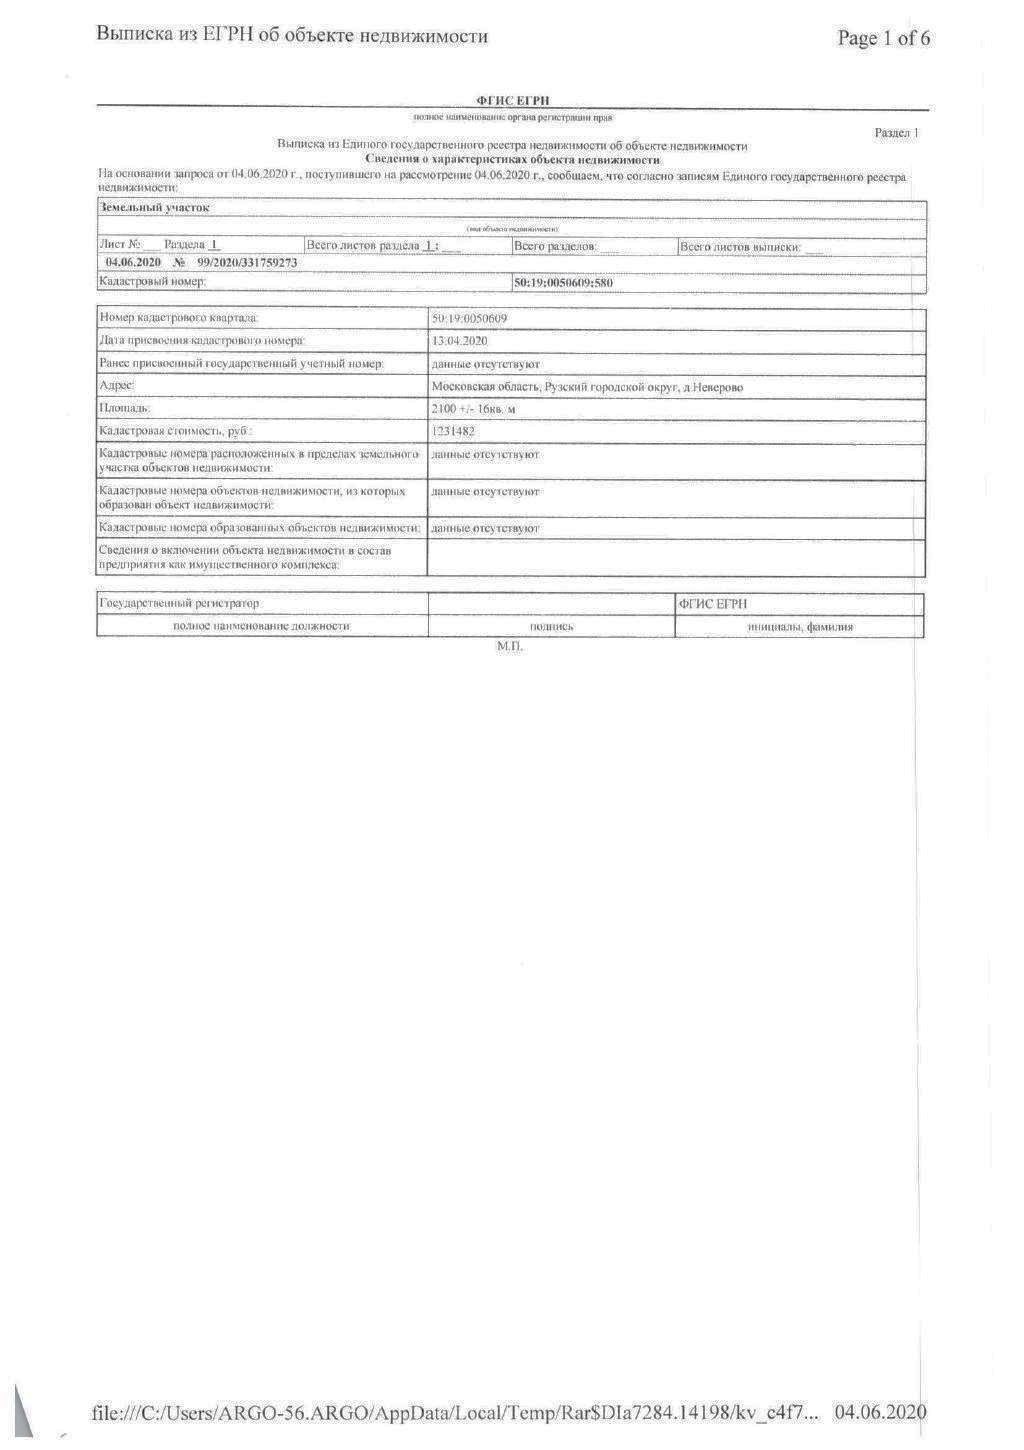 Выписка из ЕГРН об объекте недвижимости
Page 1 of 6
ФГИС ЕГРН
полное наименование органа регистрации прав
Раздел 1
Выписка из Единого государственного реестра недвижимости об объекте недвижимости
Сведения о характеристиках объекта недвижимости
На основании запроса от 04.06.2020 г., поступившего на рассмотрение 04.06.2020 г., сообщаем, что согласно записям Единого государственного реестра
недвижимости:
Земельный участок
(вид объекта недвижимости)
Лист № ___ Раздела 1 Всего листов раздела 1 : ___ Всего разделов: ___ Всего листов выписки: ___
04.06.2020 № 99/2020/331759273
Кадастровый номер: 50:19:0050609:580
Номер кадастрового квартала: 50:19:0050609
Дата присвоения кадастрового номера: 13.04.2020
Ранее присвоенный государственный учетный номер: данные отсутствуют
Адрес: Московская область, Рузский городской округ, д Неверово
Площадь: 2100 +/- 16кв. м
Кадастровая стоимость, руб.: 1231482
Кадастровые номера расположенных в пределах земельного данные отсутствуют
участка объектов недвижимости:
Кадастровые номера объектов недвижимости, из которых данные отсутствуют
образован объект недвижимости:
Кадастровые номера образованных объектов недвижимости: данные отсутствуют
Сведения о включении объекта недвижимости в состав
предприятия как имущественного комплекса:
Государственный регистратор ФГИС ЕГРН
полное наименование должности подпись инициалы, фамилия
М.П.
file:///C:/Users/ARGO-56.ARGO/AppData/Local/Temp/Rar$DIa7284.14198/kv_c4f7... 04.06.2020